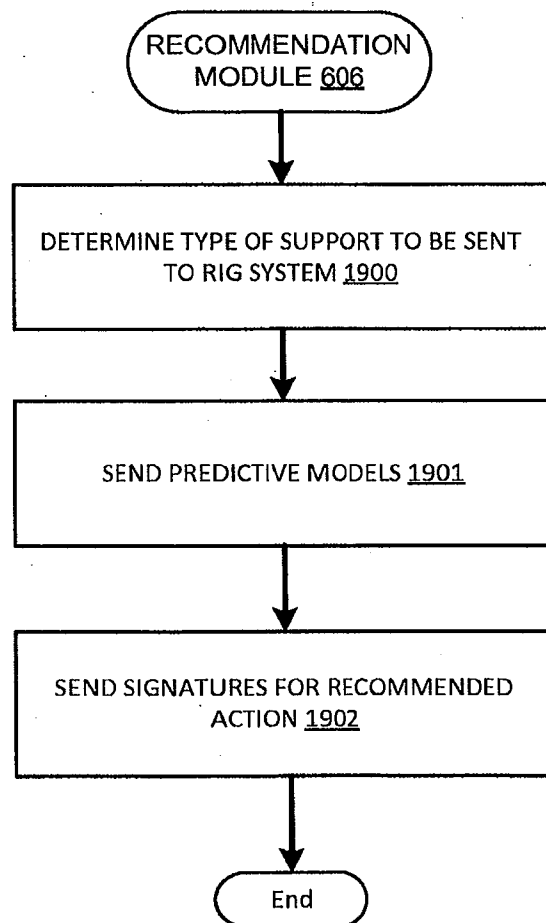 RECOMMENDATION
MODULE 606
DETERMINE TYPE OF SUPPORT TO BE SENT
TO RIG SYSTEM 1900
SEND PREDICTIVE MODELS 1901
SEND SIGNATURES FOR RECOMMENDED
ACTION 1902
End